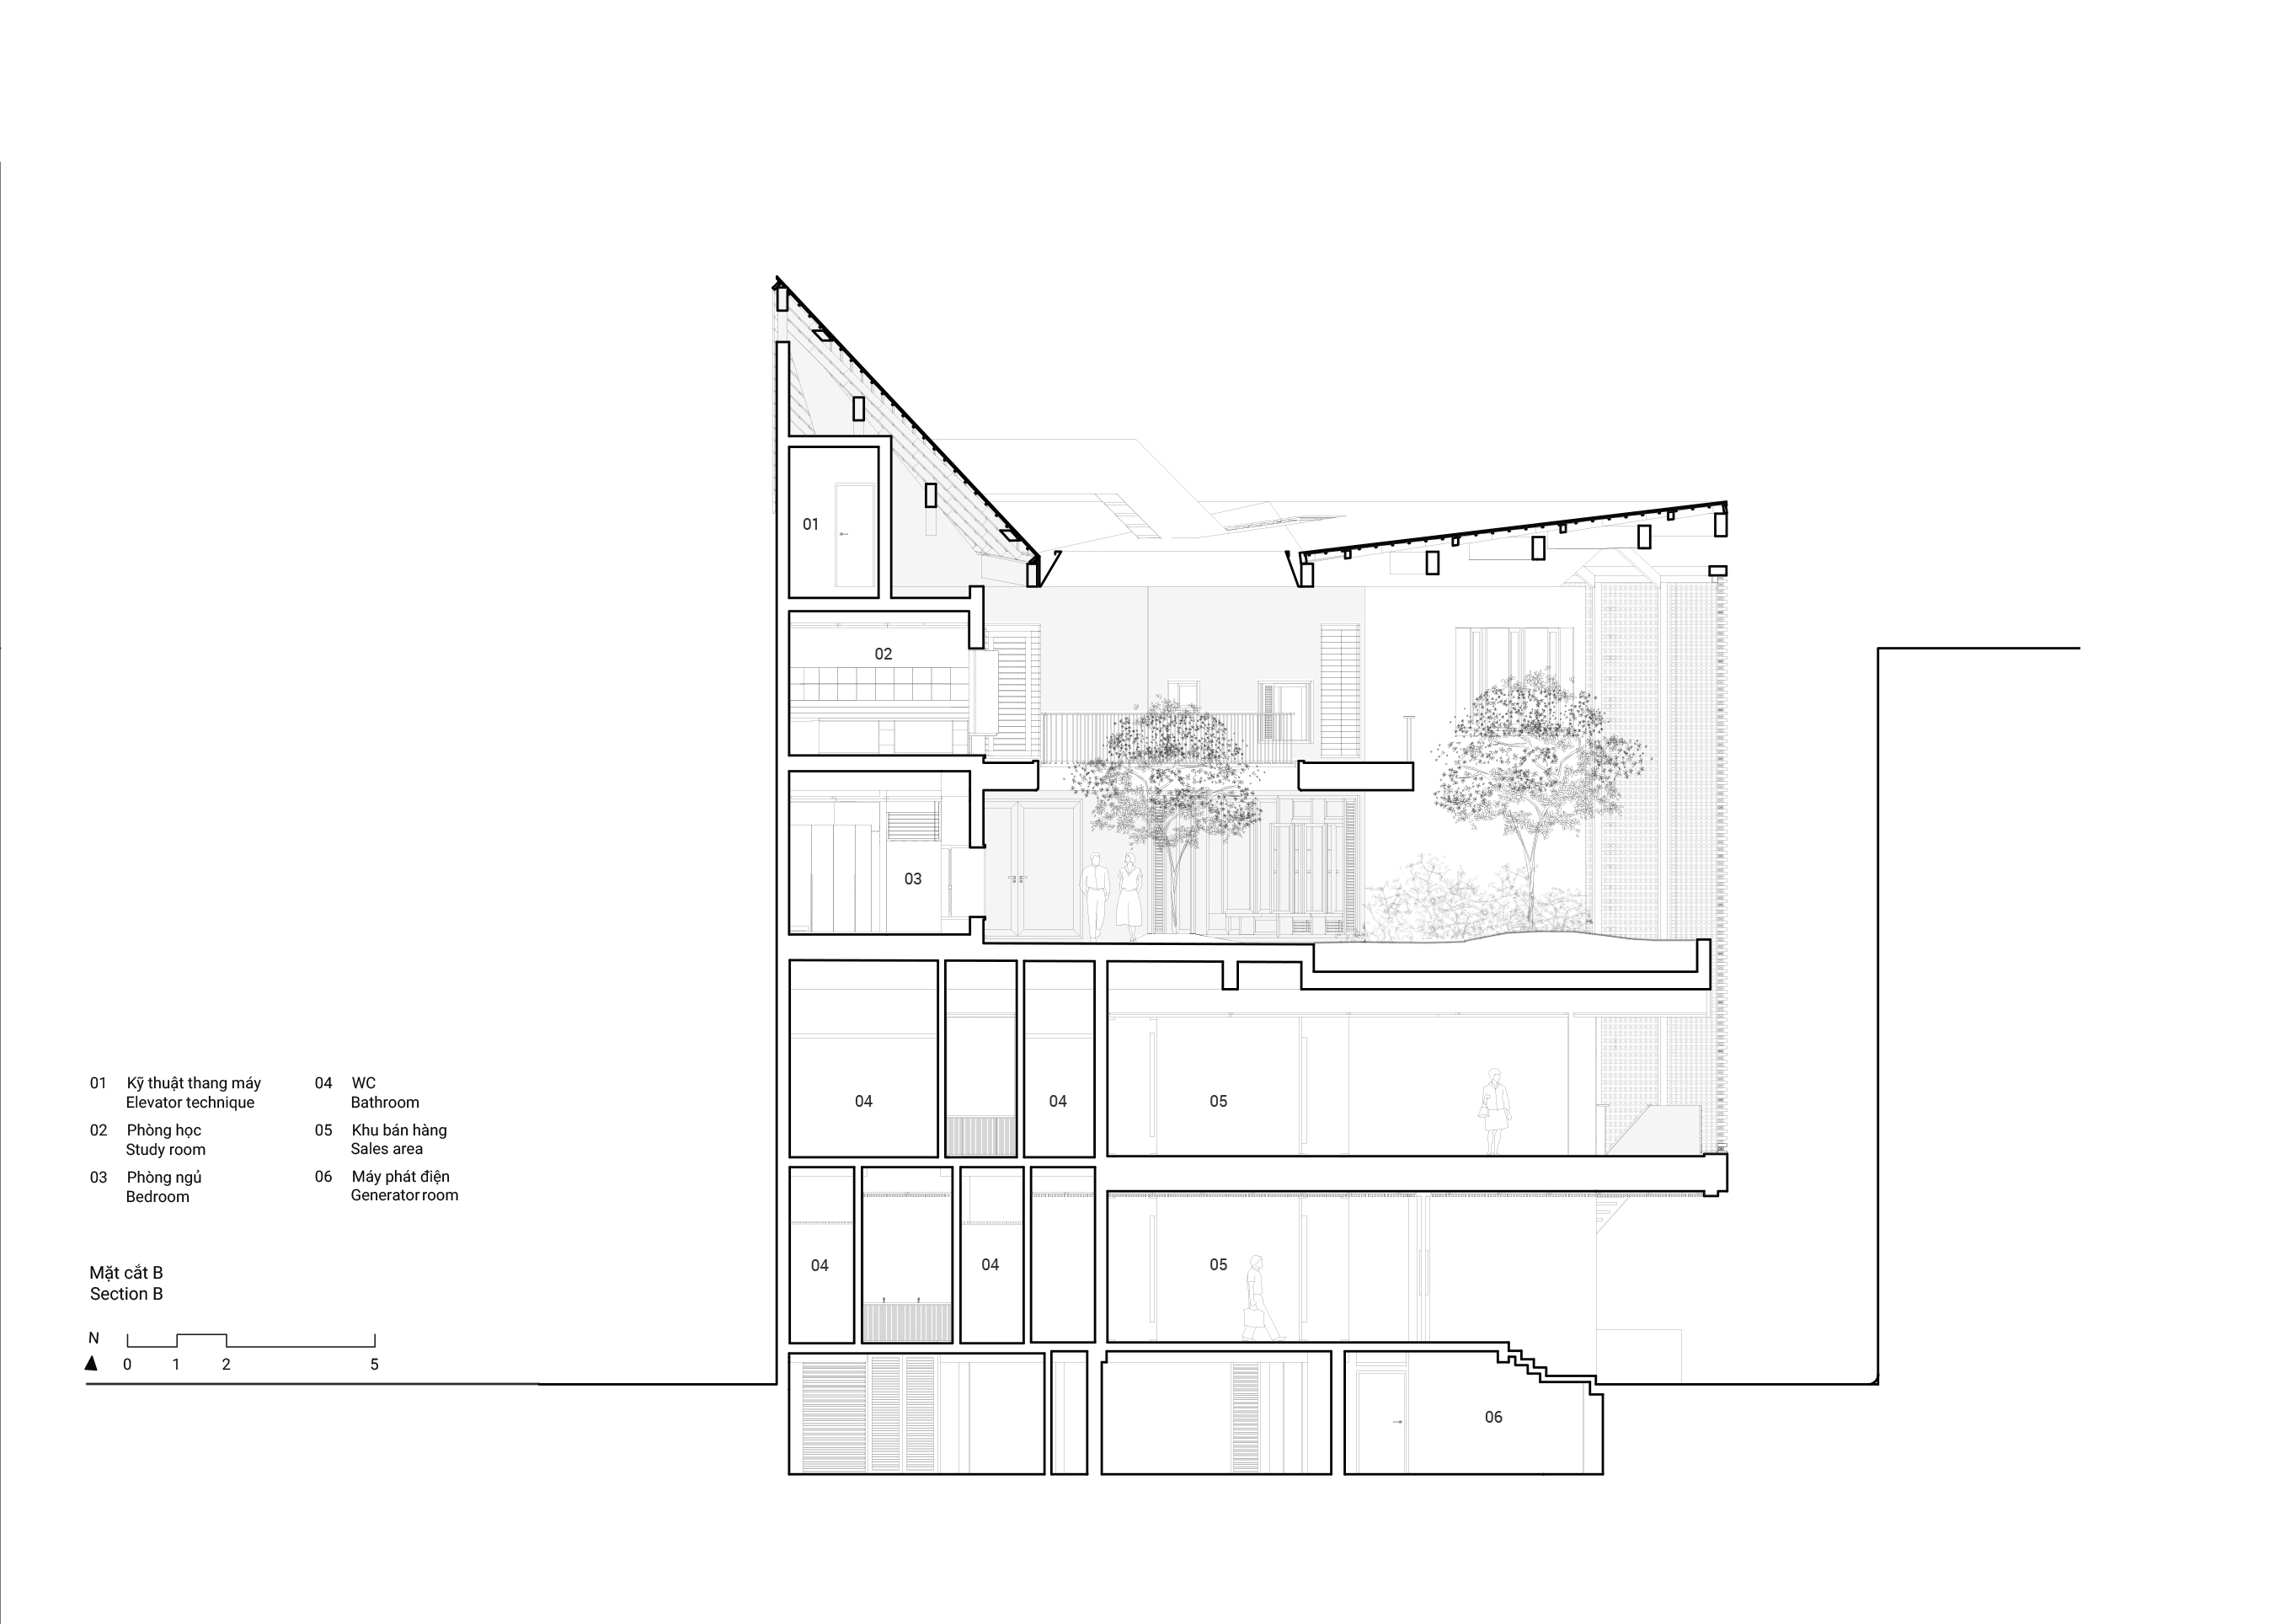 01
02
03
04
04
05
04
04
05
06
01 Kỹ thuật thang máy
Elevator technique
02 Phòng học
Study room
03 Phòng ngủ
Bedroom
04 WC
Bathroom
05 Khu bán hàng
Sales area
06 Máy phát điện
Generator room
Mặt cắt B
Section B
N
0 1 2 5